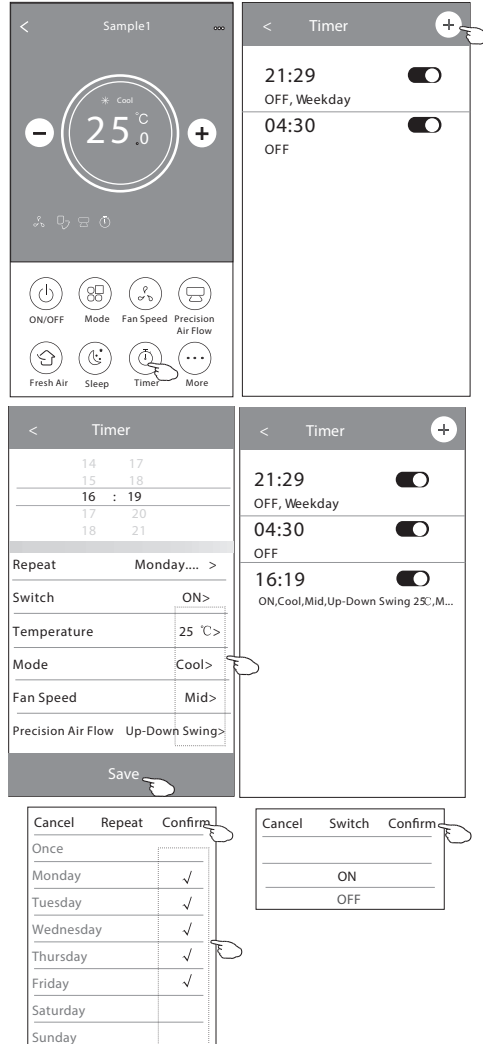 < Sample1 ...
Cool
25.0 ℃
− +
ON/OFF Mode Fan Speed Precision Air Flow
Fresh Air Sleep Timer More
< Timer +
21:29
OFF, Weekday
04:30
OFF
< Timer
14 17
15 18
16 : 19
17 20
18 21
Repeat Monday.... >
Switch ON>
Temperature 25 ℃>
Mode Cool>
Fan Speed Mid>
Precision Air Flow Up-Down Swing>
Save
< Timer +
21:29
OFF, Weekday
04:30
OFF
16:19
ON,Cool,Mid,Up-Down Swing 25℃,M...
Cancel Repeat Confirm
Once
Monday √
Tuesday √
Wednesday √
Thursday √
Friday √
Saturday
Sunday
Cancel Switch Confirm
ON
OFF